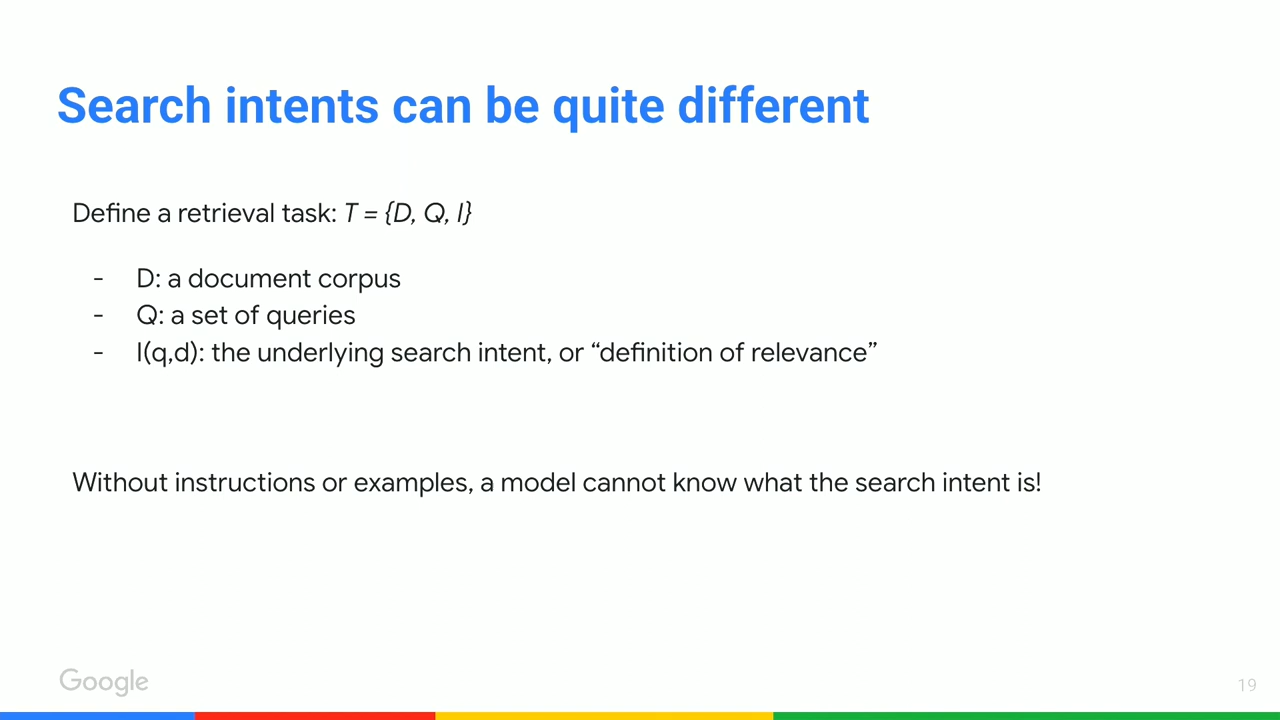 Search intents can be quite different
Define a retrieval task: T = {D, Q, I}
- D: a document corpus
- Q: a set of queries
- I(q,d): the underlying search intent, or “definition of relevance”
Without instructions or examples, a model cannot know what the search intent is!
Google
19